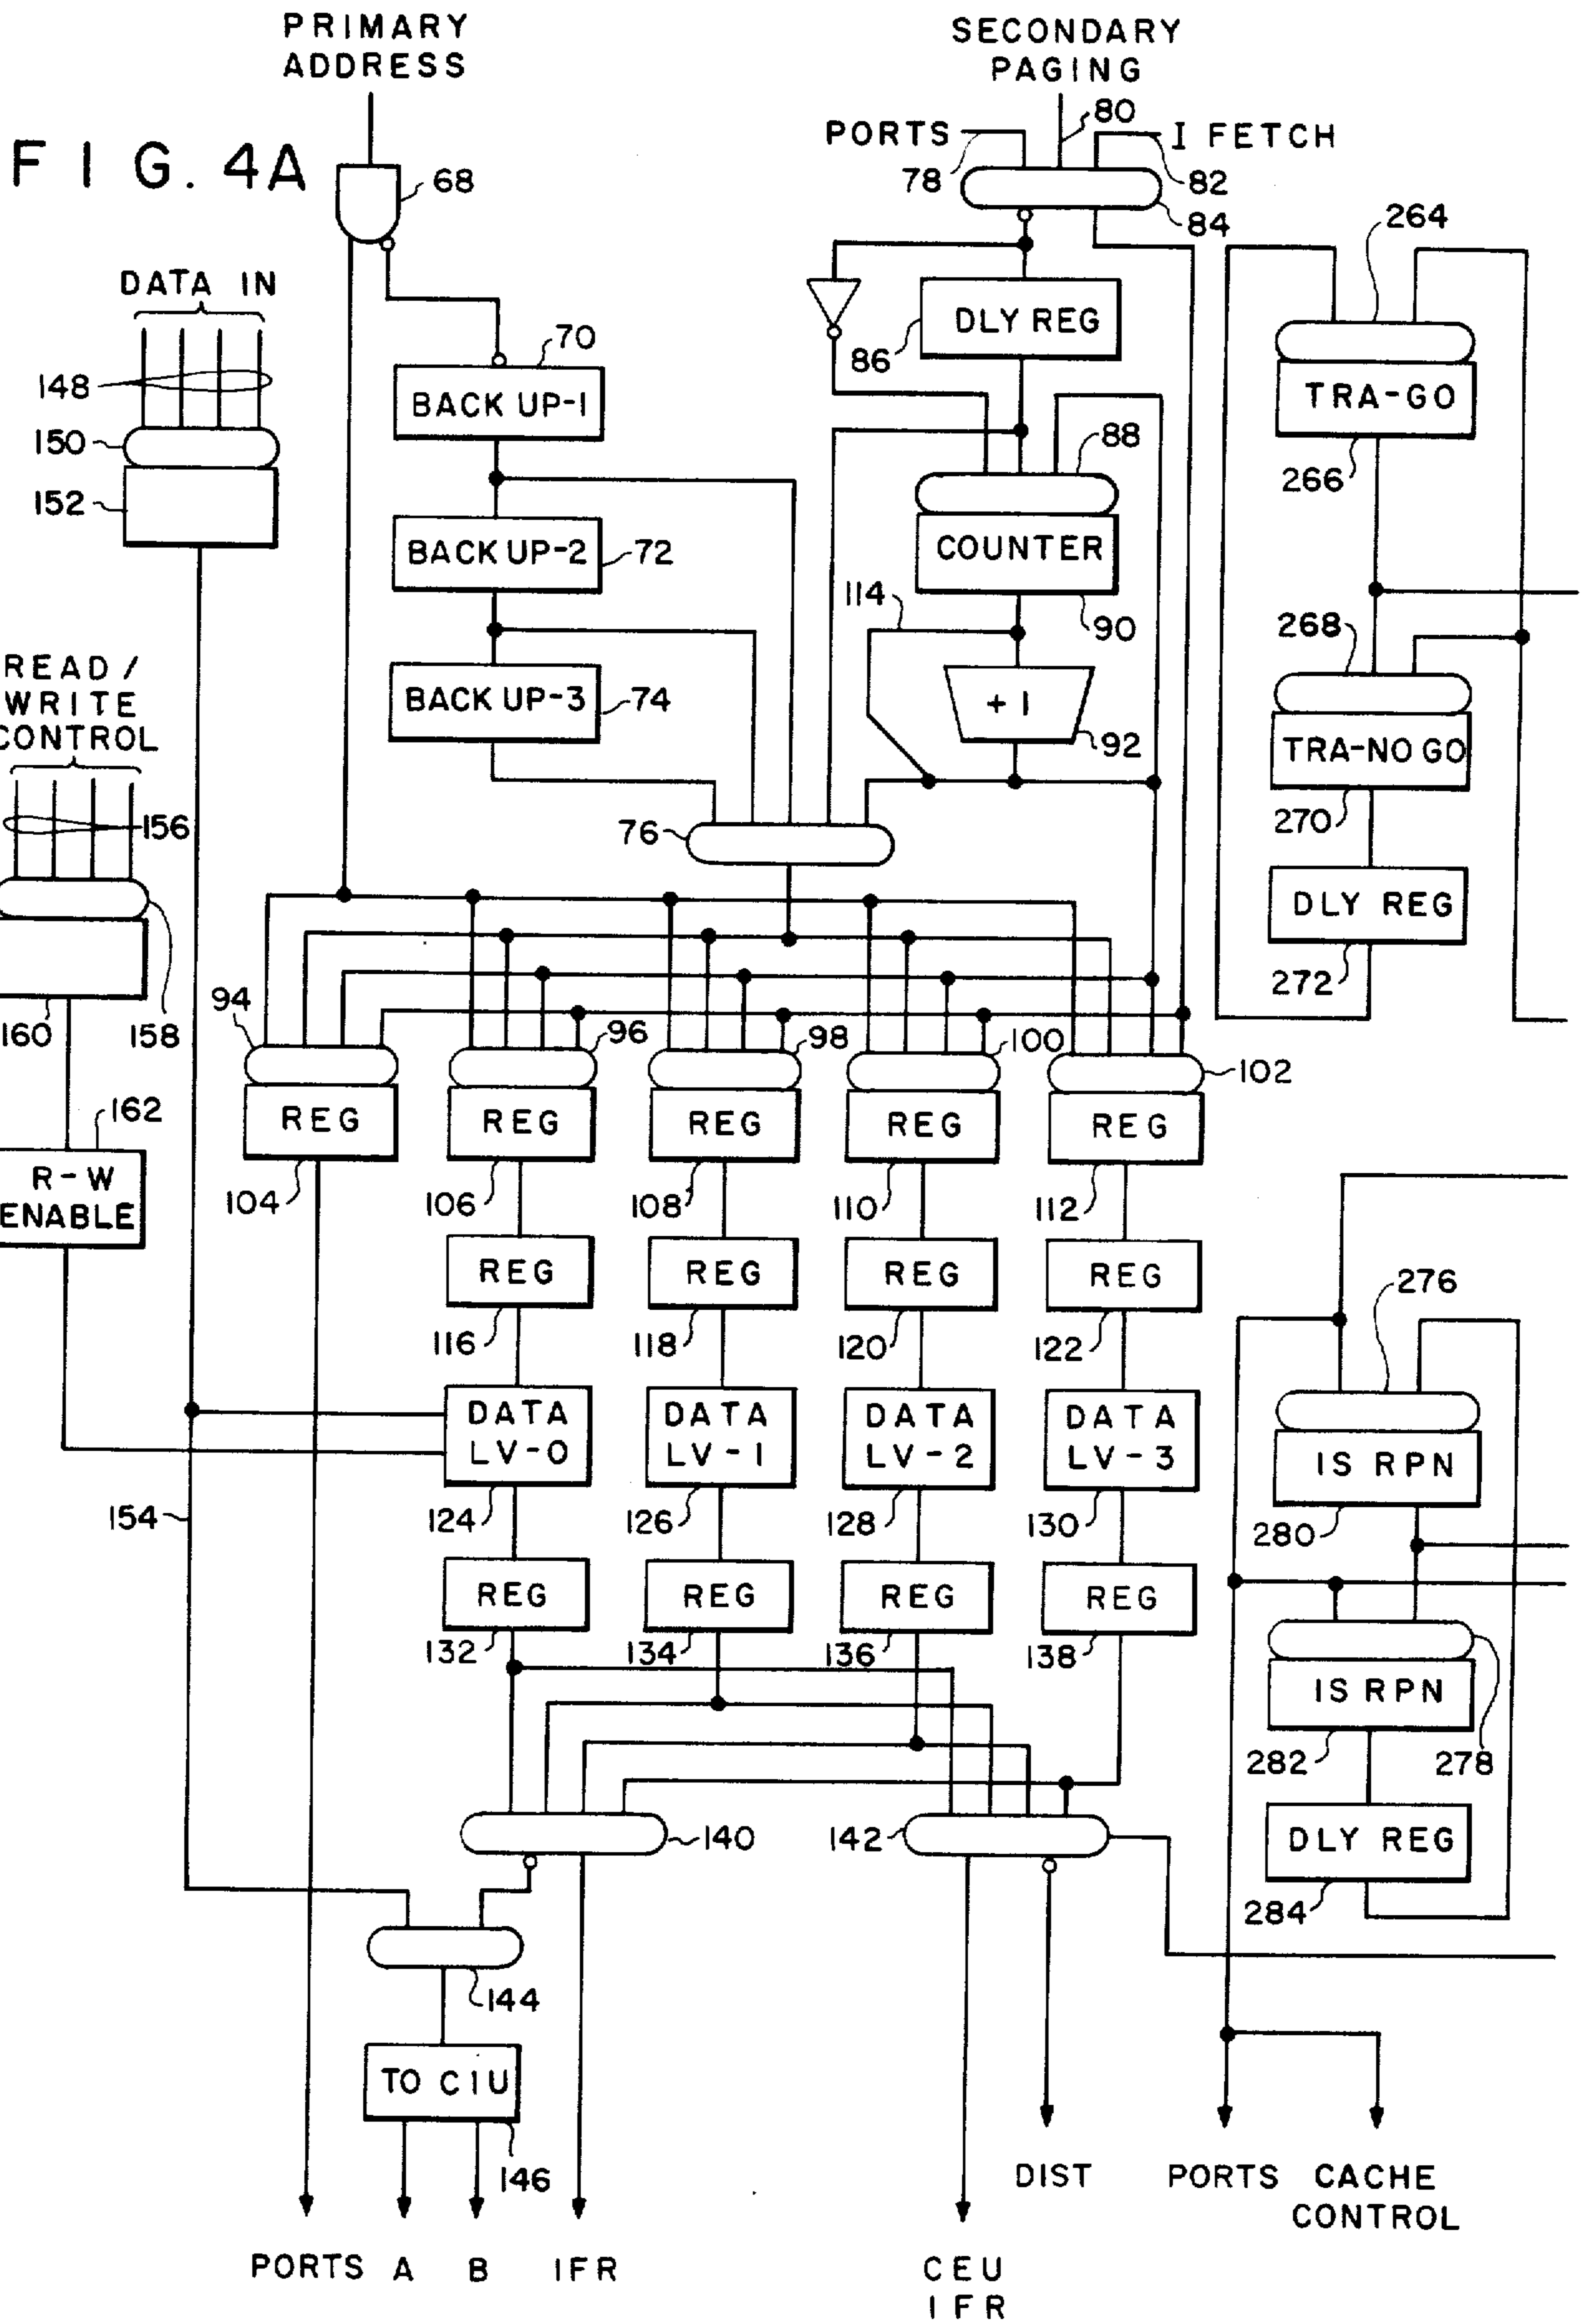 PRIMARY
ADDRESS
SECONDARY
PAGING
80
PORTS
I FETCH
FIG. 4A
68
78
82
84
264
DATA IN
70
DLY REG
86
148
BACK UP-1
TRA-GO
150
88
266
152
BACK UP-2
72
COUNTER
114
90
268
READ/
WRITE
CONTROL
BACK UP-3
74
+1
92
TRA-NO GO
270
156
76
DLY REG
272
160
158
94
96
98
100
102
REG
REG
REG
REG
REG
162
R-W
ENABLE
104
106
108
110
112
REG
REG
REG
REG
276
116
118
120
122
DATA
LV-0
DATA
LV-1
DATA
LV-2
DATA
LV-3
IS RPN
154
124
126
128
130
280
REG
REG
REG
REG
132
134
136
138
IS RPN
282
278
140
142
DLY REG
284
144
TO CIU
146
DIST
PORTS
CACHE
CONTROL
PORTS
A
B
IFR
CEU
IFR